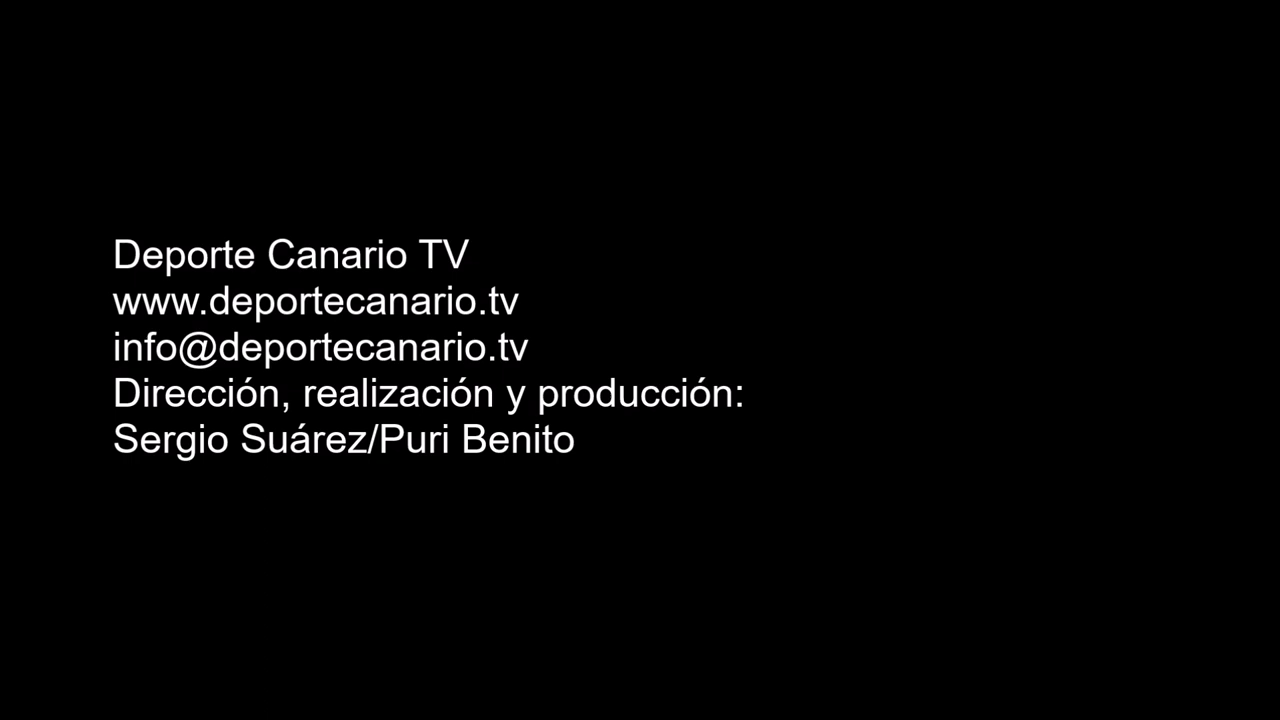 Deporte Canario TV
www.deportecanario.tv
info@deportecanario.tv
Dirección, realización y producción:
Sergio Suárez/Puri Benito